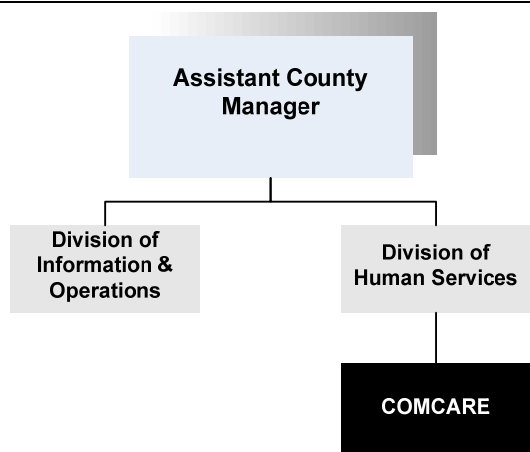 Assistant County
Manager
Division of
Information &
Operations
Division of
Human Services
COMCARE